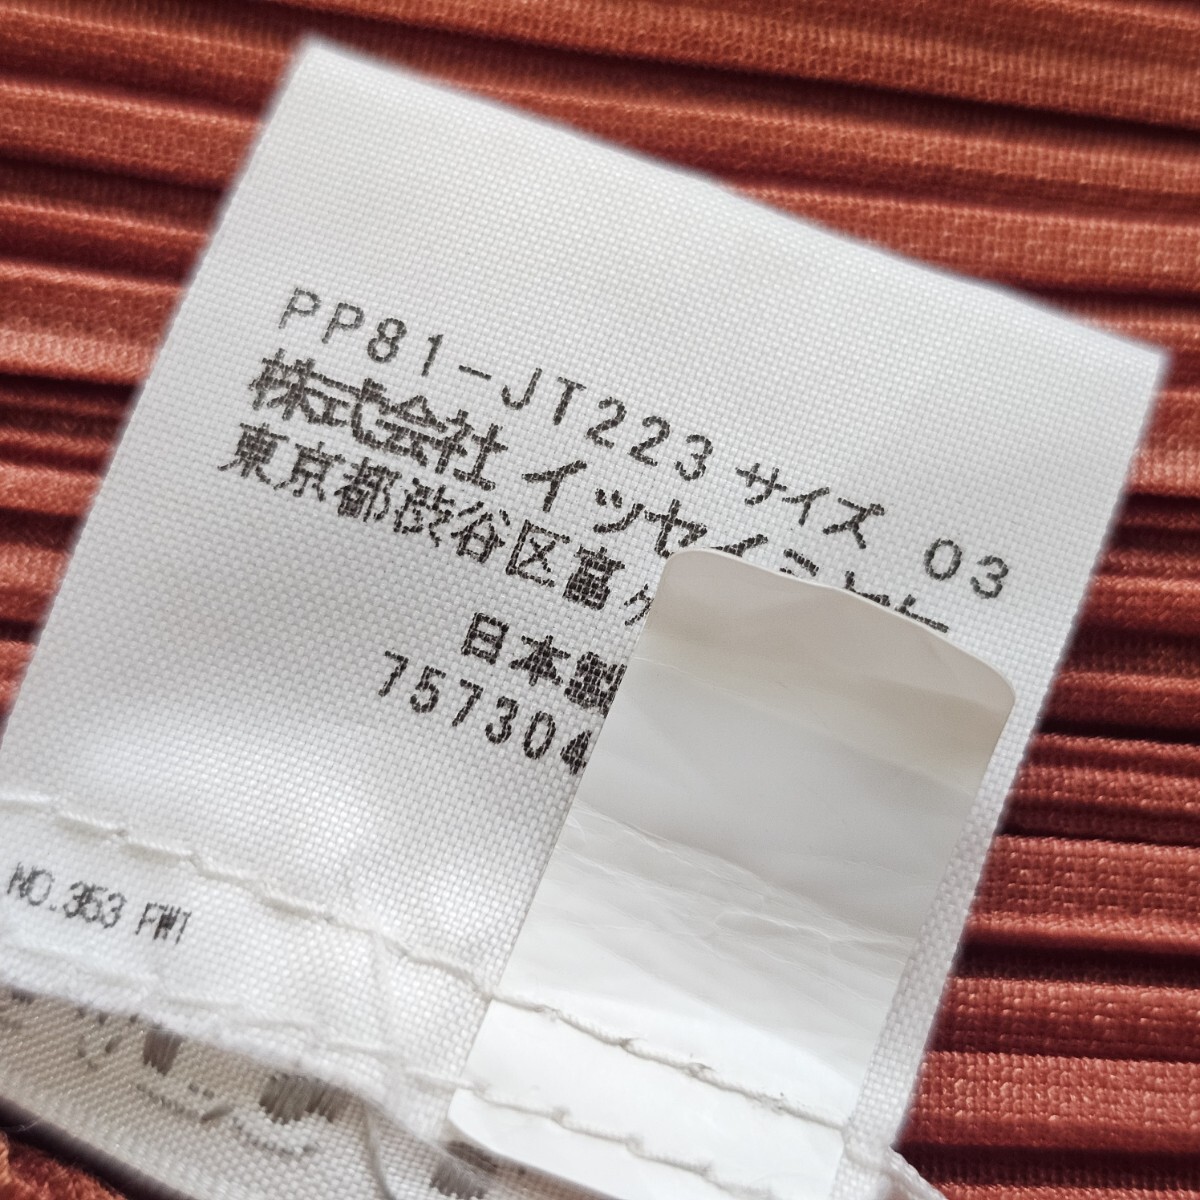 PP81-JT223 サイズ 03
株式会社 イッセイミヤケ
東京都渋谷区富ヶ
日本製
757304
NO.353 FW1